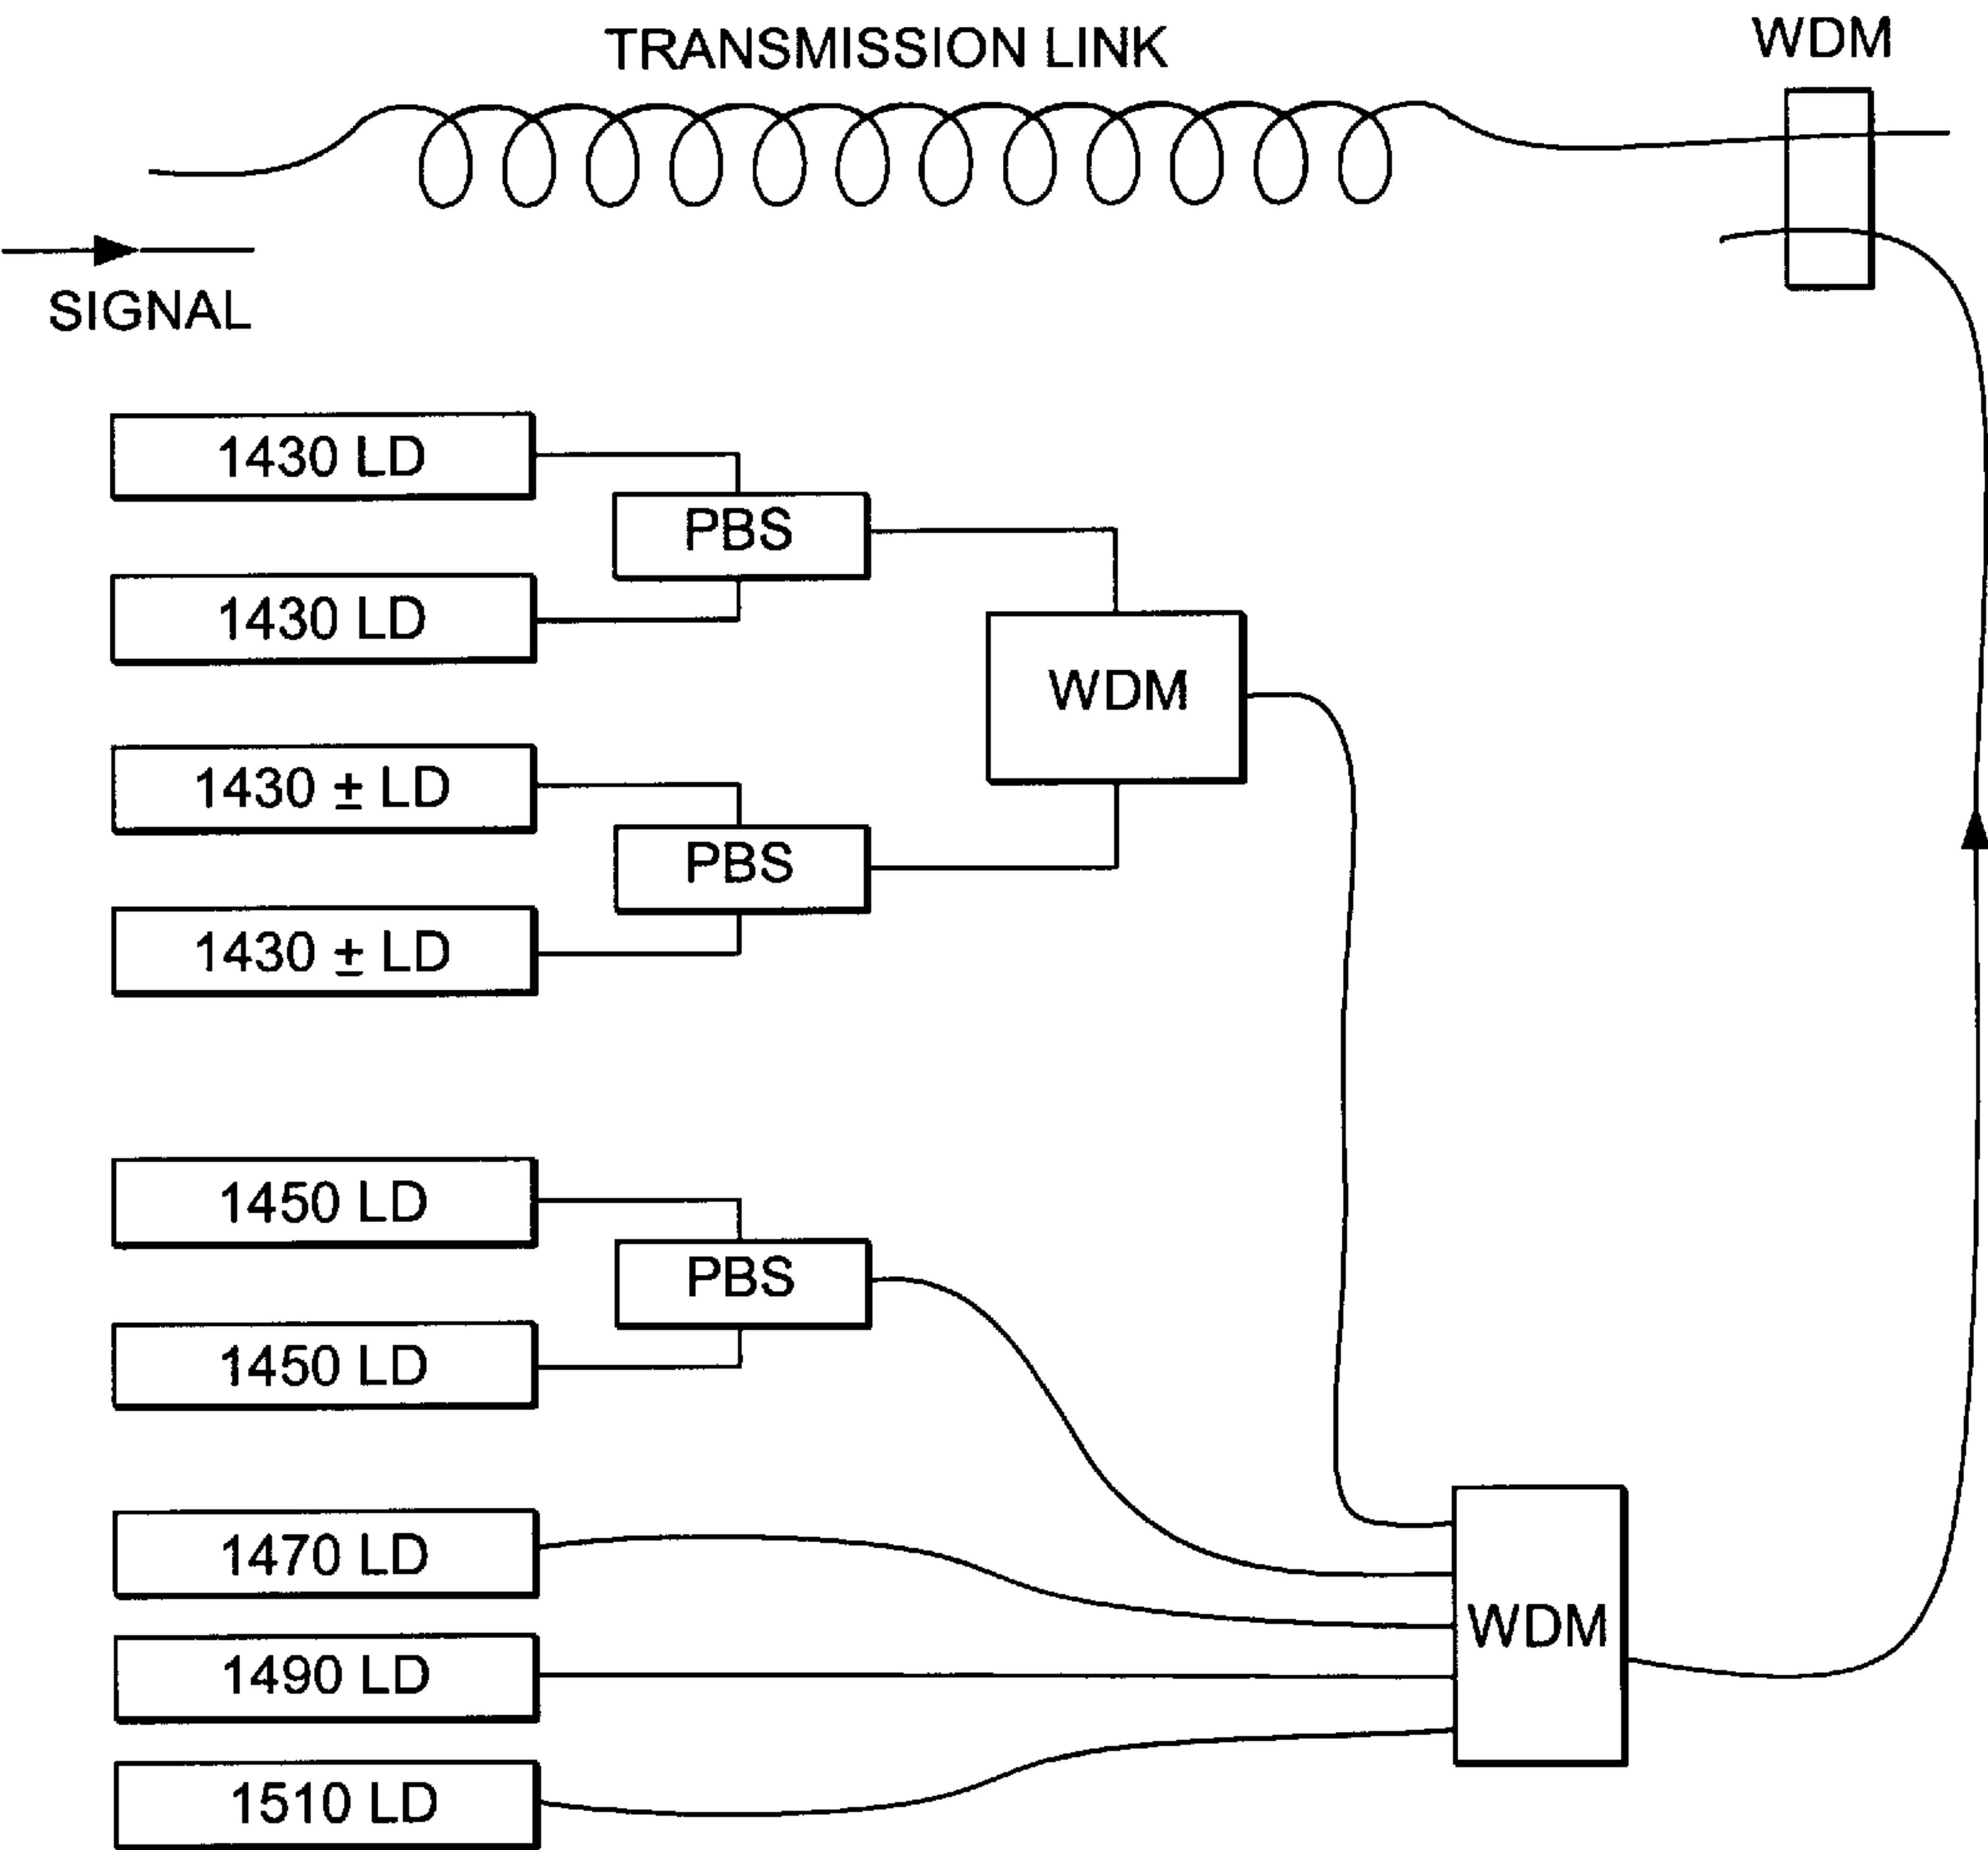 TRANSMISSION LINK
WDM
SIGNAL
1430 LD
PBS
1430 LD
WDM
1430 ± LD
PBS
1430 ± LD
1450 LD
PBS
1450 LD
1470 LD
WDM
1490 LD
1510 LD